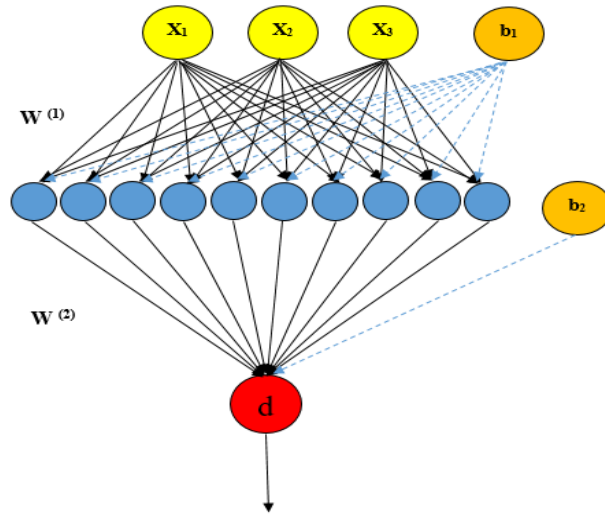 X₁ X₂ X₃ b₁
W ⁽¹⁾
b₂
W ⁽²⁾
d